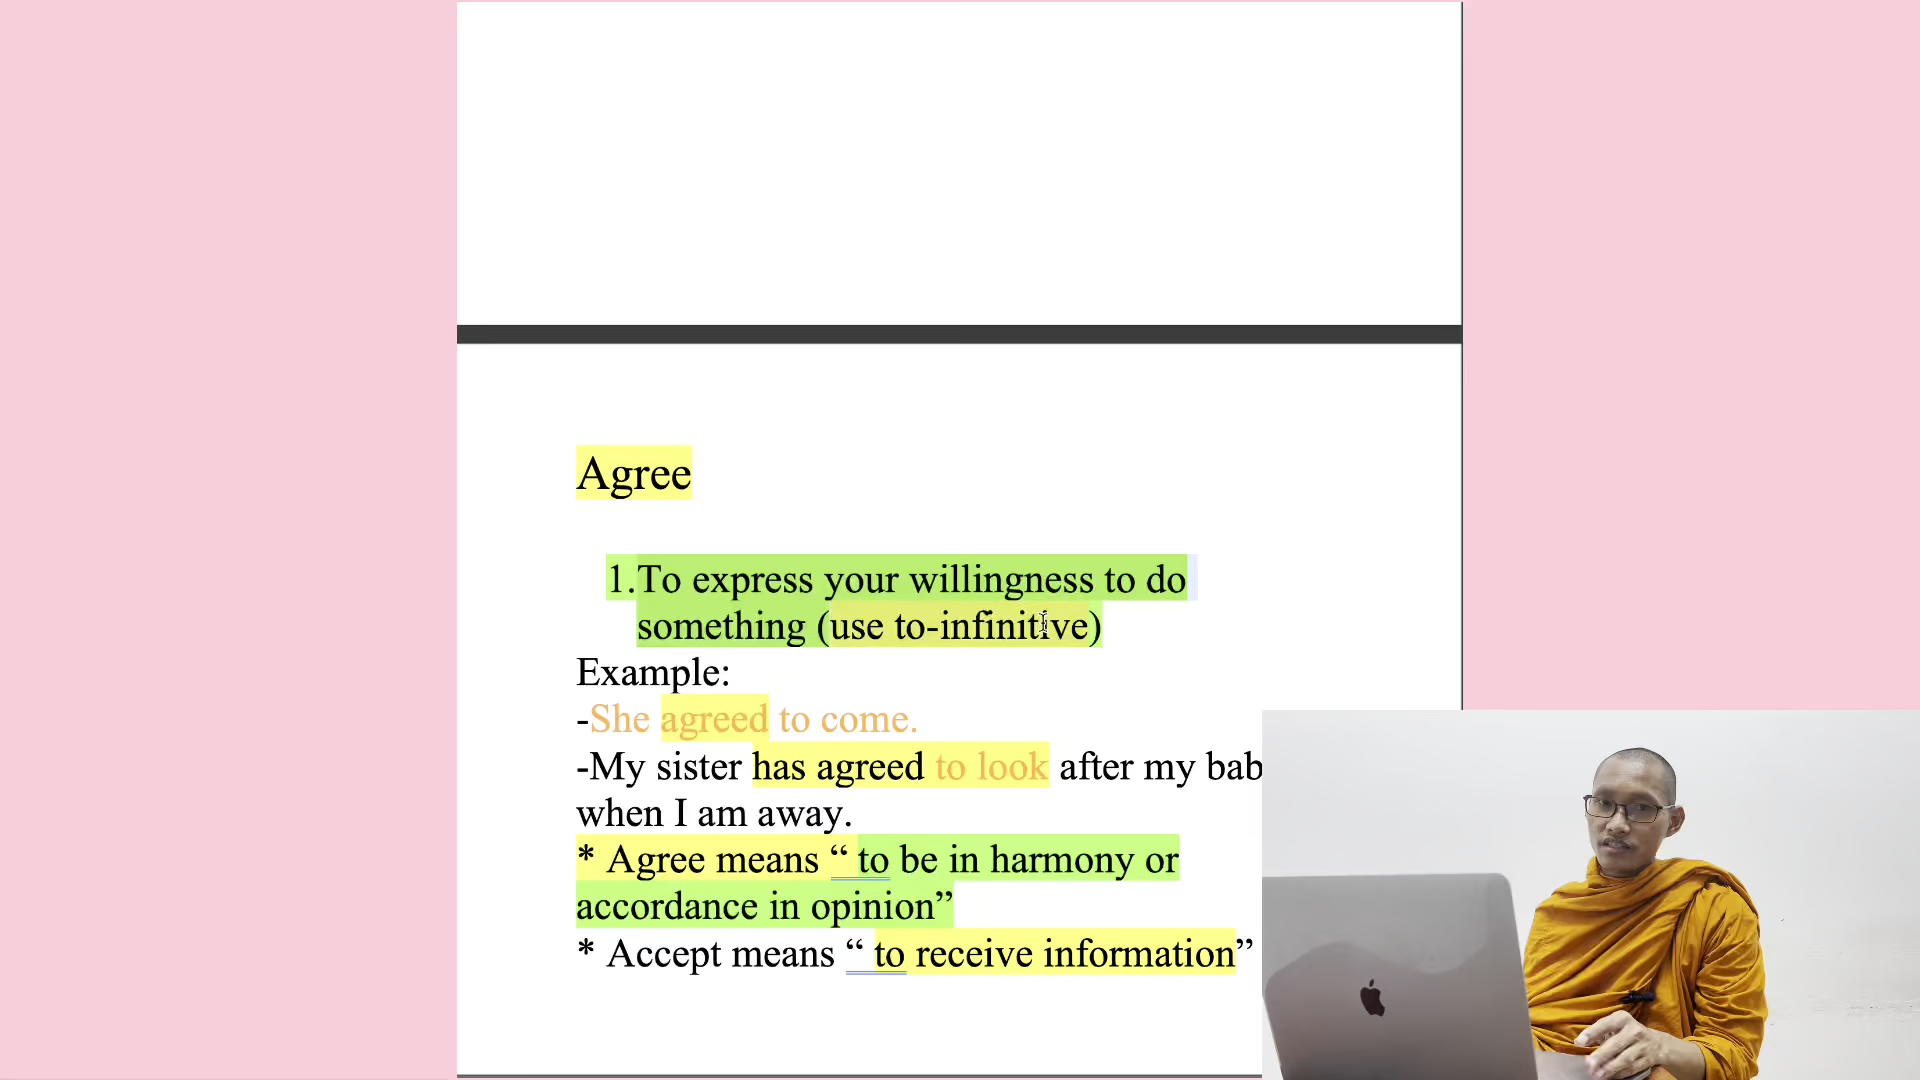 Agree
1.To express your willingness to do
something (use to-infinitive)
Example:
-She agreed to come.
-My sister has agreed to look after my bab
when I am away.
* Agree means “ to be in harmony or
accordance in opinion”
* Accept means “ to receive information”